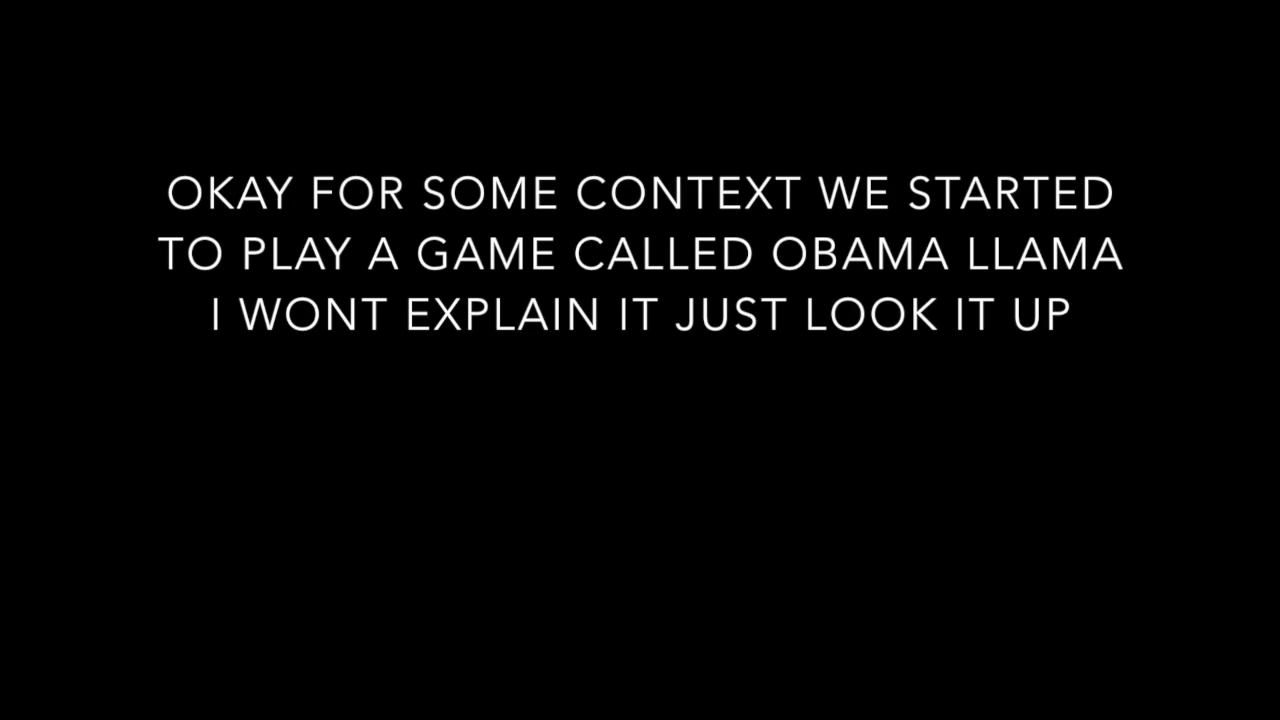 OKAY FOR SOME CONTEXT WE STARTED
TO PLAY A GAME CALLED OBAMA LLAMA
I WONT EXPLAIN IT JUST LOOK IT UP